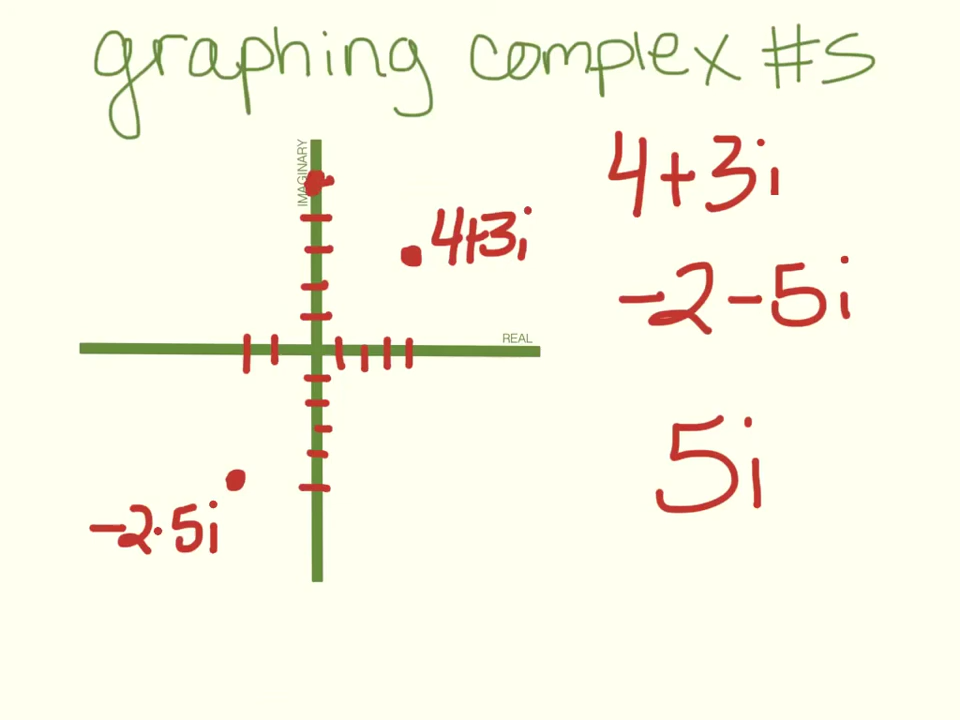 graphing complex #s
IMAGINARY
4+3i
4+3i
-2-5i
REAL
5i
-2·5i